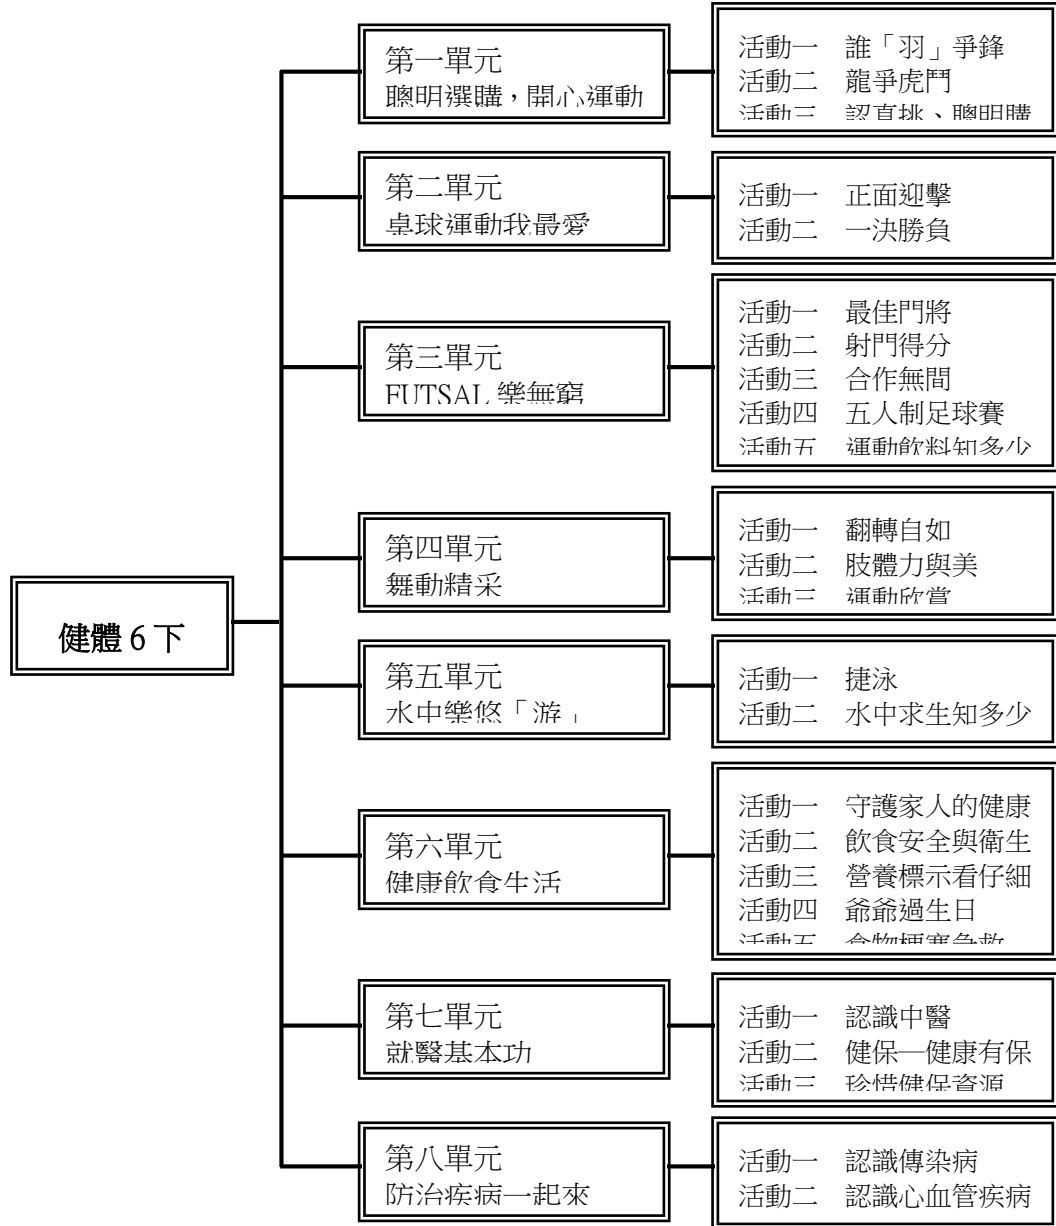 健體 6 下
第一單元
聰明選購，開心運動
活動一　誰「羽」爭鋒
活動二　龍爭虎鬥
活動三　認真挑、聰明購
第二單元
桌球運動我最愛
活動一　正面迎擊
活動二　一決勝負
第三單元
FUTSAL 樂無窮
活動一　最佳門將
活動二　射門得分
活動三　合作無間
活動四　五人制足球賽
活動五　運動飲料知多少
第四單元
舞動精采
活動一　翻轉自如
活動二　肢體力與美
活動三　運動欣賞
第五單元
水中樂悠「游」
活動一　捷泳
活動二　水中求生知多少
第六單元
健康飲食生活
活動一　守護家人的健康
活動二　飲食安全與衛生
活動三　營養標示看仔細
活動四　爺爺過生日
活動五　食物梗塞急救
第七單元
就醫基本功
活動一　認識中醫
活動二　健保─健康有保
活動三　珍惜健保資源
第八單元
防治疾病一起來
活動一　認識傳染病
活動二　認識心血管疾病